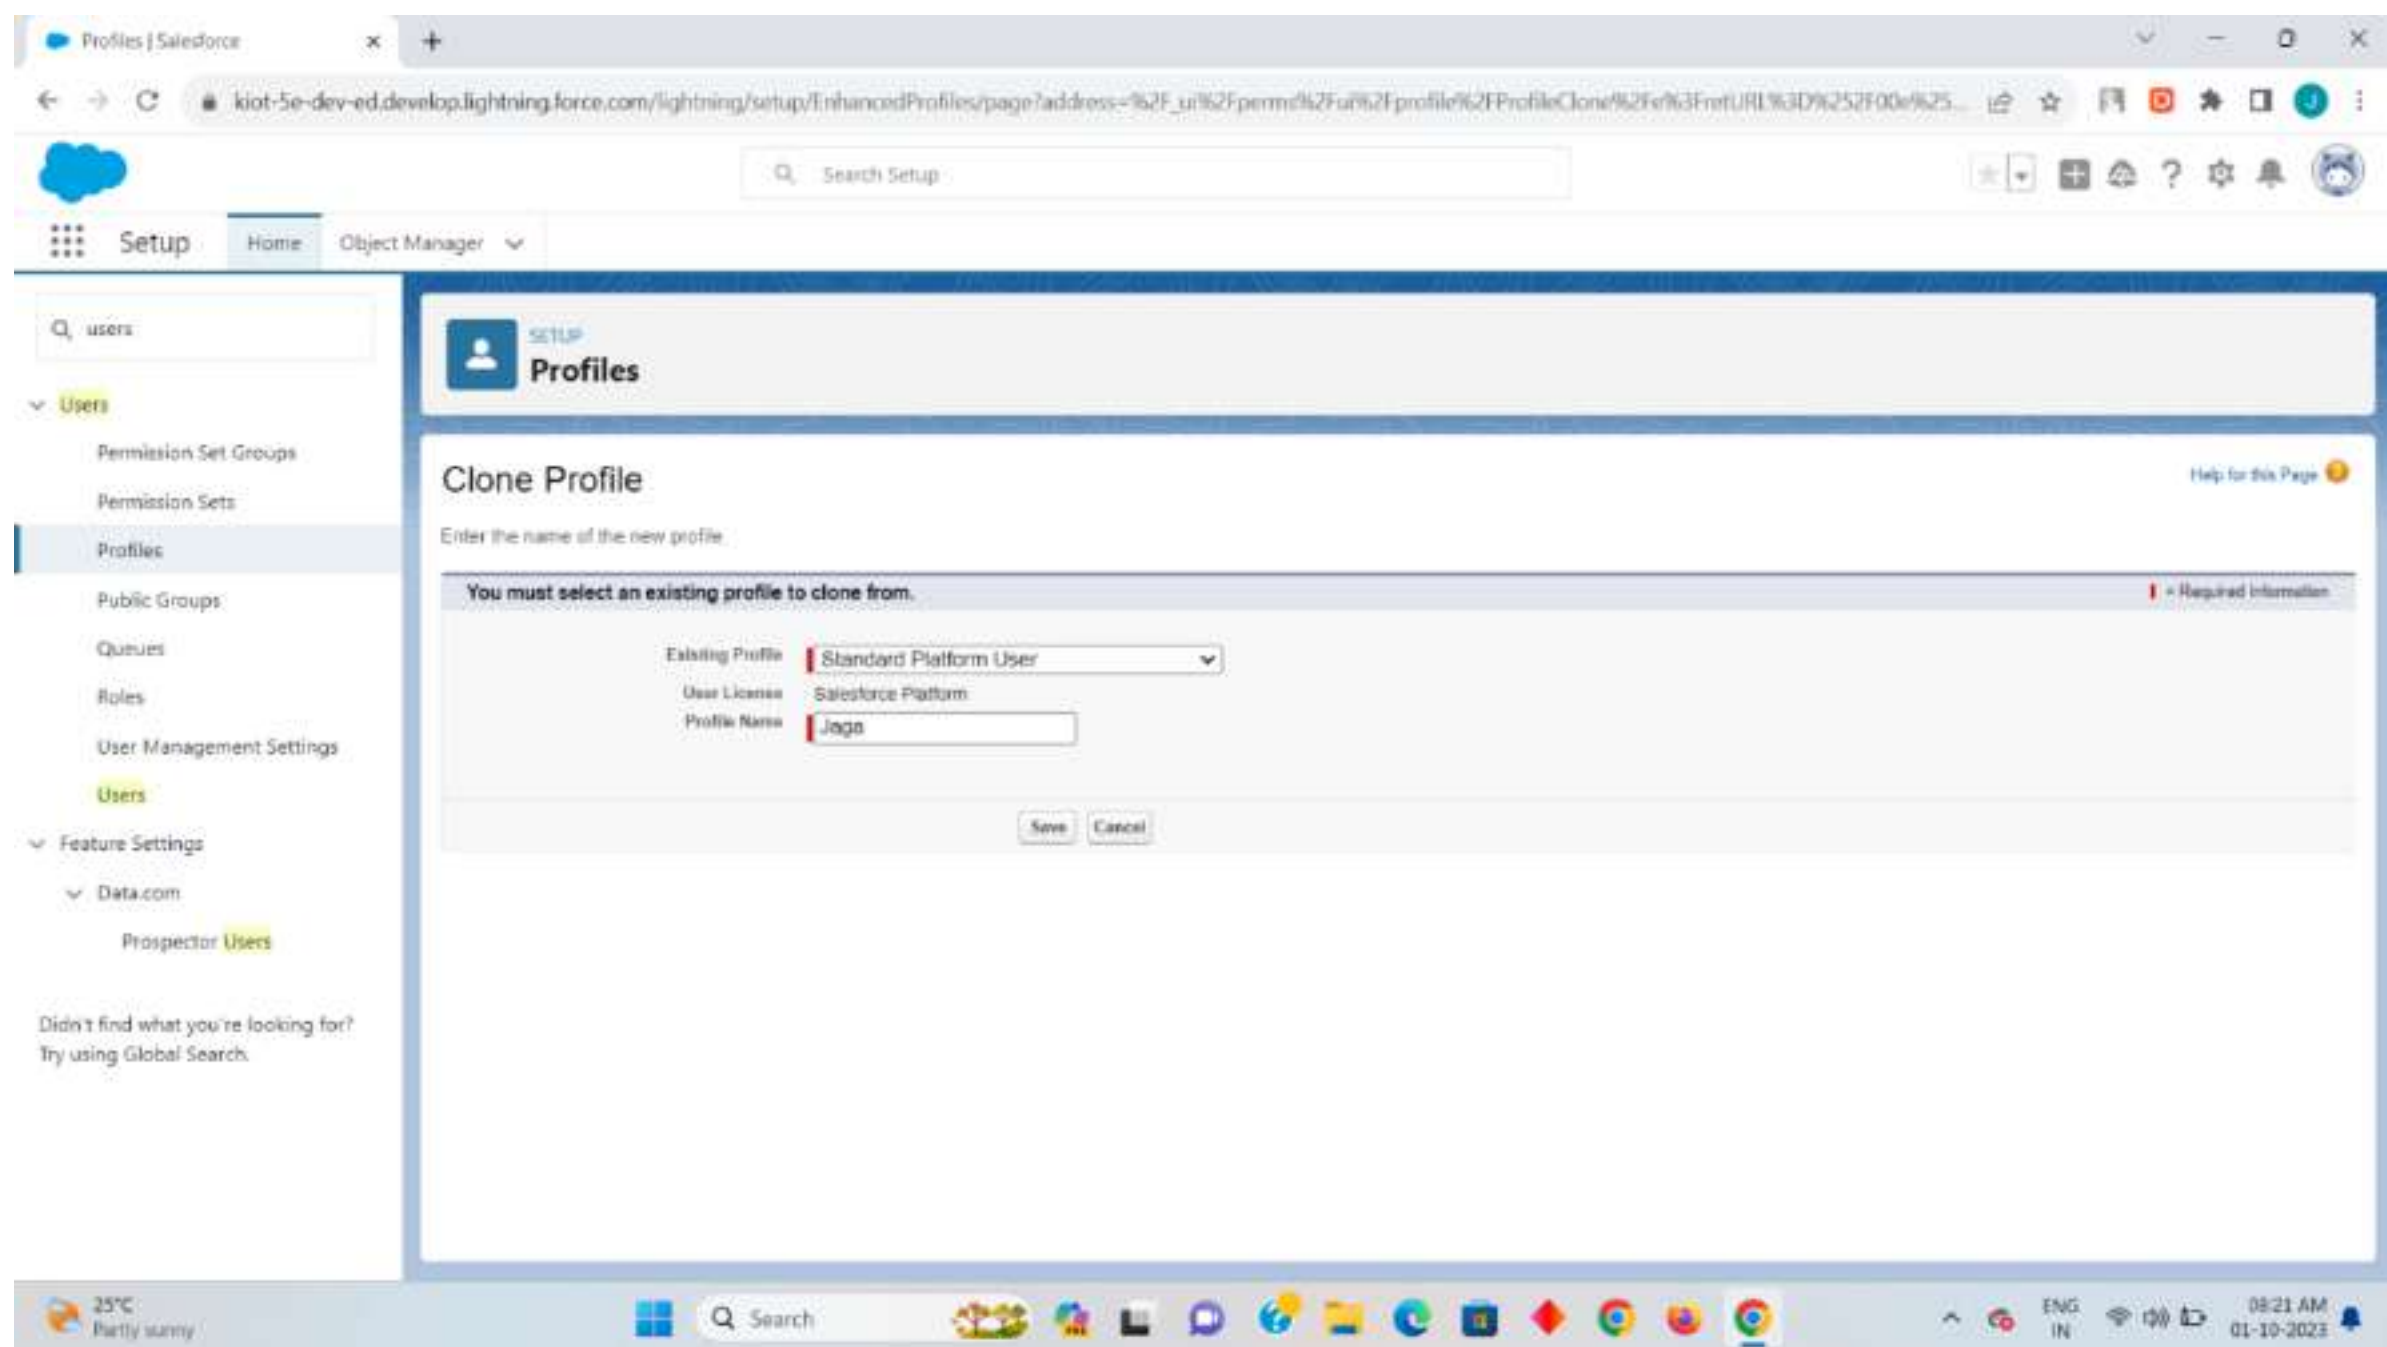 Profiles | Salesforce
Search Setup
Setup
Home
Object Manager
users
Users
Permission Set Groups
Permission Sets
Profiles
Public Groups
Queues
Roles
User Management Settings
Users
Feature Settings
Data.com
Prospector Users
Didn't find what you're looking for?
Try using Global Search.
SETUP
Profiles
Clone Profile
Help for this Page
Enter the name of the new profile
You must select an existing profile to clone from.
= Required Information
Existing Profile
Standard Platform User
User License
Salesforce Platform
Profile Name
Jaga
Save
Cancel
25°C
Partly sunny
Search
ENG
IN
08:21 AM
01-10-2023